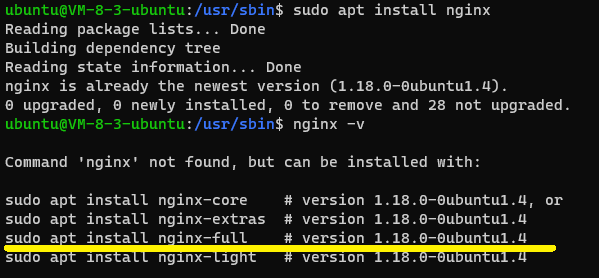 ubuntu@VM-8-3-ubuntu:/usr/sbin$ sudo apt install nginx
Reading package lists... Done
Building dependency tree
Reading state information... Done
nginx is already the newest version (1.18.0-0ubuntu1.4).
0 upgraded, 0 newly installed, 0 to remove and 28 not upgraded.
ubuntu@VM-8-3-ubuntu:/usr/sbin$ nginx -v
Command 'nginx' not found, but can be installed with:
sudo apt install nginx-core    # version 1.18.0-0ubuntu1.4, or
sudo apt install nginx-extras  # version 1.18.0-0ubuntu1.4
sudo apt install nginx-full    # version 1.18.0-0ubuntu1.4
sudo apt install nginx-light   # version 1.18.0-0ubuntu1.4